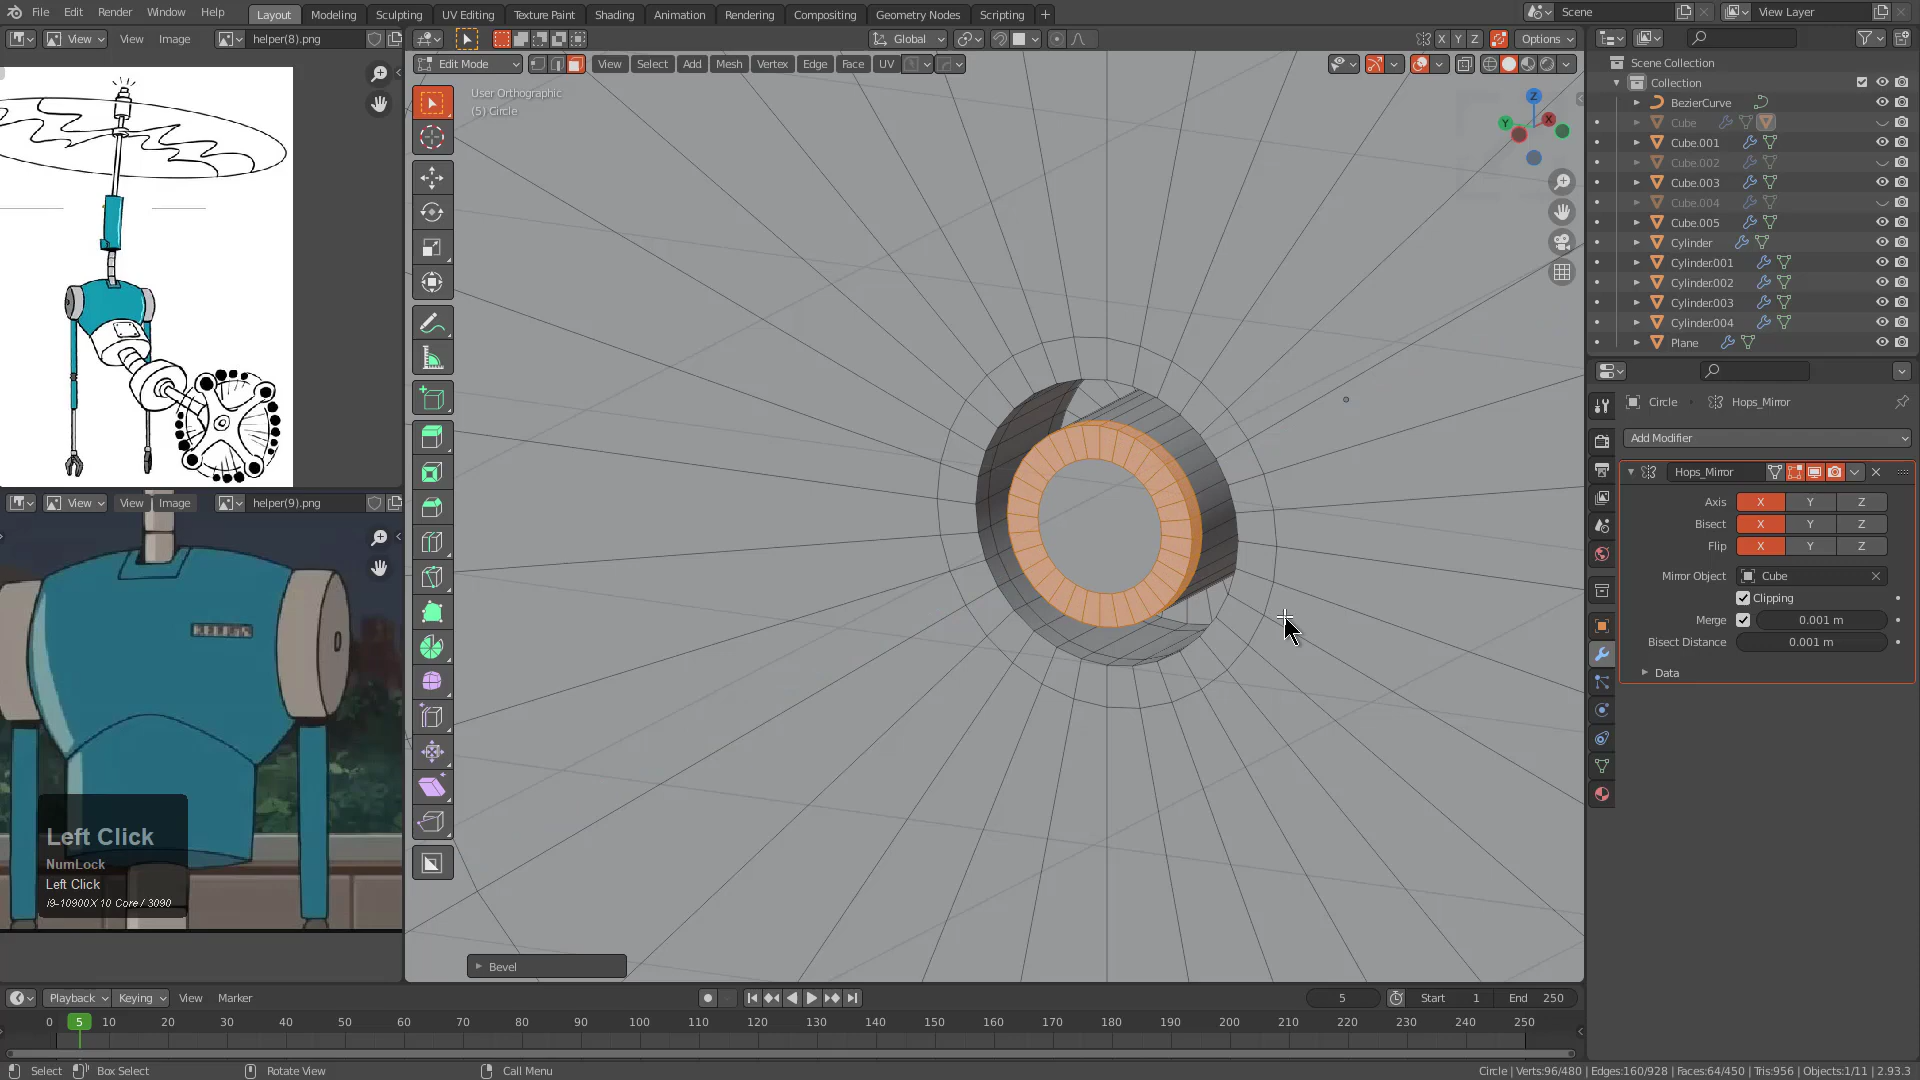 File Edit Render Window Help
Layout Modeling Sculpting UV Editing Texture Paint Shading Animation Rendering Compositing Geometry Nodes Scripting +
Scene
View Layer
View View Image helper(8).png
Global
X Y Z
Options
Edit Mode View Select Add Mesh Vertex Edge Face UV
User Orthographic
(5) Circle
Z
Y
X
Scene Collection
Collection
BezierCurve
Cube
Cube.001
Cube.002
Cube.003
Cube.004
Cube.005
Cylinder
Cylinder.001
Cylinder.002
Cylinder.003
Cylinder.004
Plane
Circle Hops_Mirror
Add Modifier
Hops_Mirror
Axis X Y Z
Bisect X Y Z
Flip X Y Z
Mirror Object Cube
Clipping
Merge 0.001 m
Bisect Distance 0.001 m
Data
View View Image helper(9).png
Left Click
NumLock
Left Click
i9-10900X 10 Core / 3090
Bevel
Playback Keying View Marker
5 Start 1 End 250
0 5 10 20 30 40 50 60 70 80 90 100 110 120 130 140 150 160 170 180 190 200 210 220 230 240 250
Select Box Select Rotate View Call Menu
Circle | Verts:96/480 | Edges:160/928 | Faces:64/450 | Tris:956 | Objects:1/11 | 2.93.3